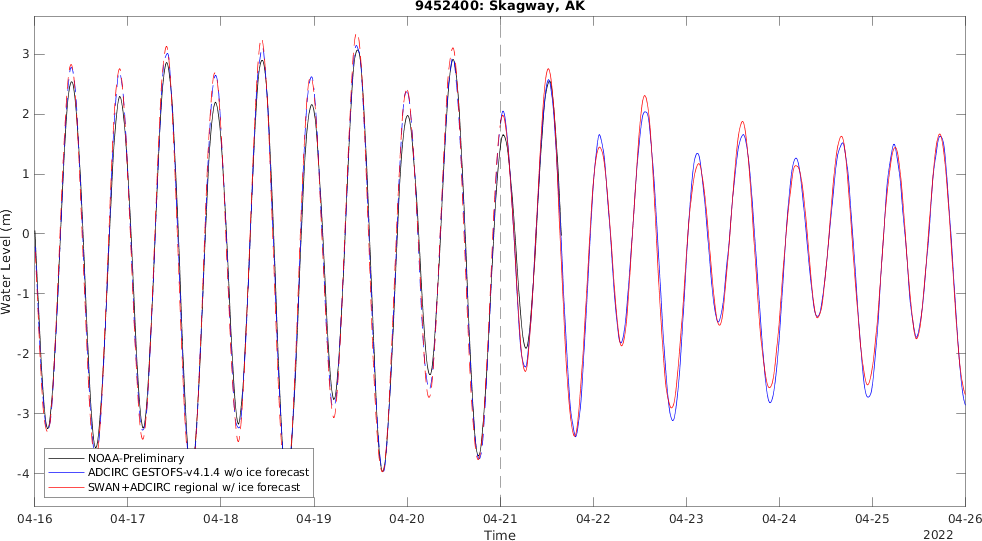 9452400: Skagway, AK
Water Level (m)
3
2
1
0
-1
-2
-3
-4
NOAA-Preliminary
ADCIRC GESTOFS-v4.1.4 w/o ice forecast
SWAN+ADCIRC regional w/ ice forecast
04-16 04-17 04-18 04-19 04-20 04-21 04-22 04-23 04-24 04-25 04-26
Time
2022